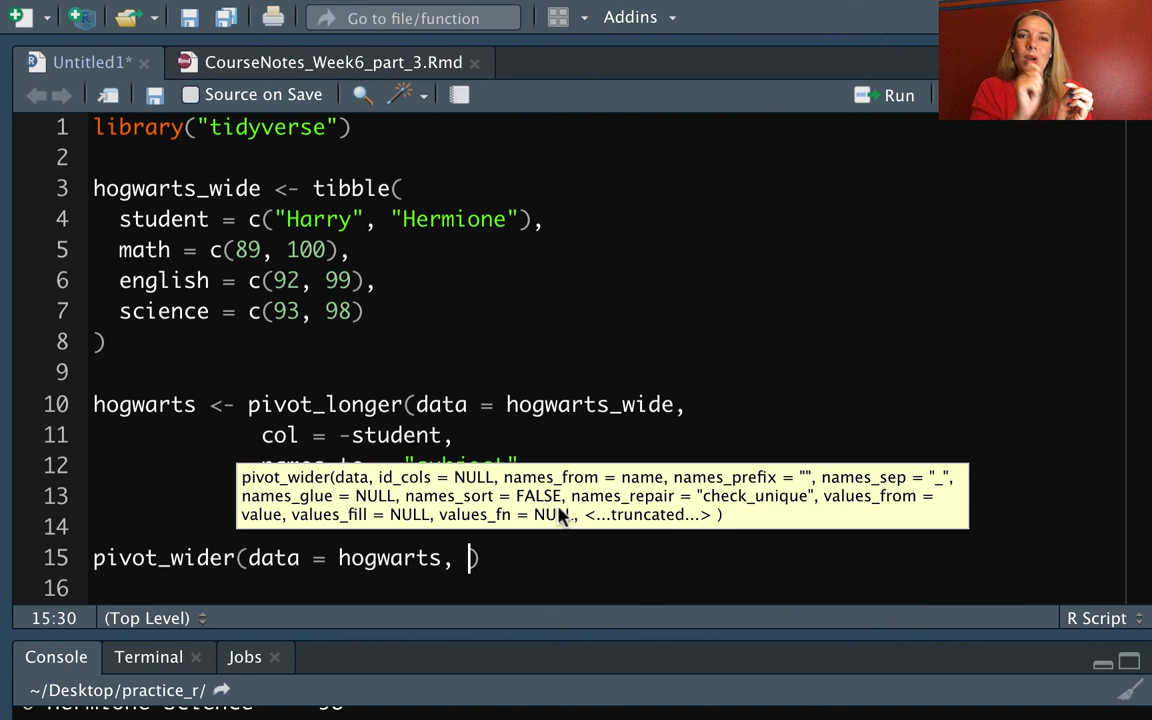 Go to file/function
Addins
Untitled1*
CourseNotes_Week6_part_3.Rmd
Source on Save
Run
1 library("tidyverse")
2
3 hogwarts_wide <- tibble(
4 student = c("Harry", "Hermione"),
5 math = c(89, 100),
6 english = c(92, 99),
7 science = c(93, 98)
8 )
9
10 hogwarts <- pivot_longer(data = hogwarts_wide,
11 col = -student,
12
pivot_wider(data, id_cols = NULL, names_from = name, names_prefix = "", names_sep = "_",
13
names_glue = NULL, names_sort = FALSE, names_repair = "check_unique", values_from =
value, values_fill = NULL, values_fn = NULL, <...truncated...> )
14
15 pivot_wider(data = hogwarts, )
16
15:30 (Top Level) R Script
Console Terminal Jobs
~/Desktop/practice_r/